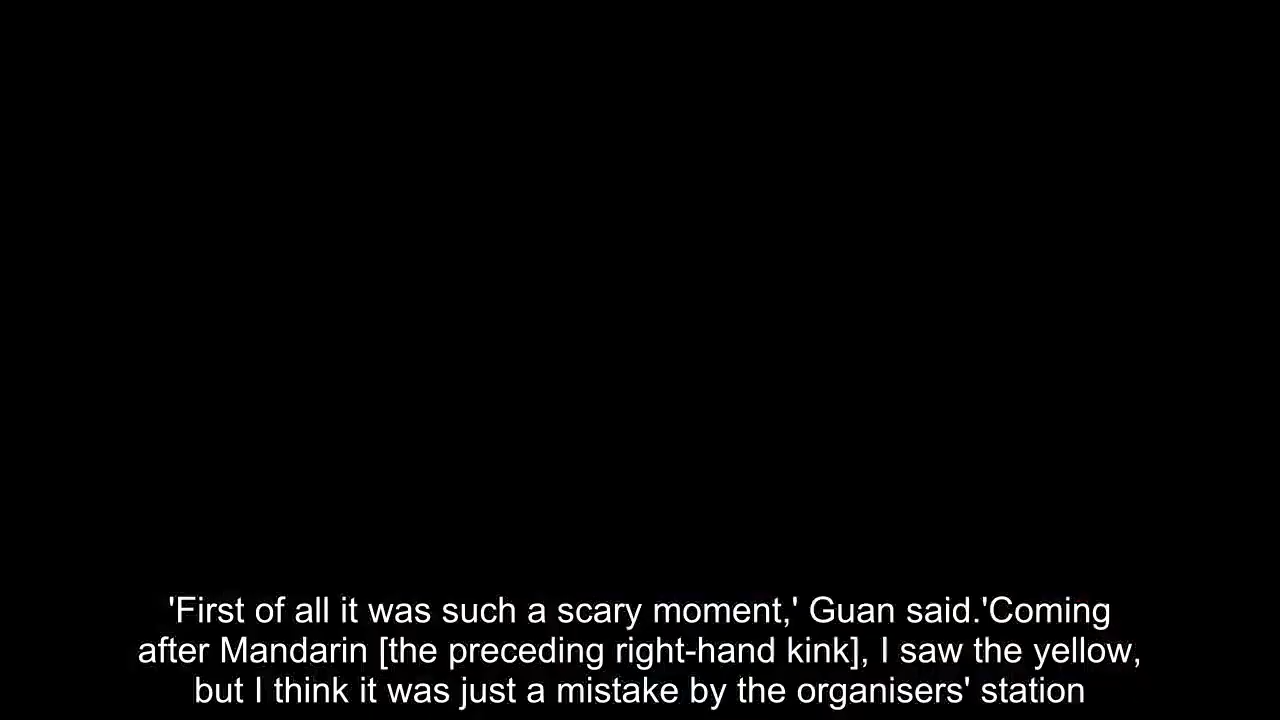 'First of all it was such a scary moment,' Guan said.'Coming
after Mandarin [the preceding right-hand kink], I saw the yellow,
but I think it was just a mistake by the organisers' station